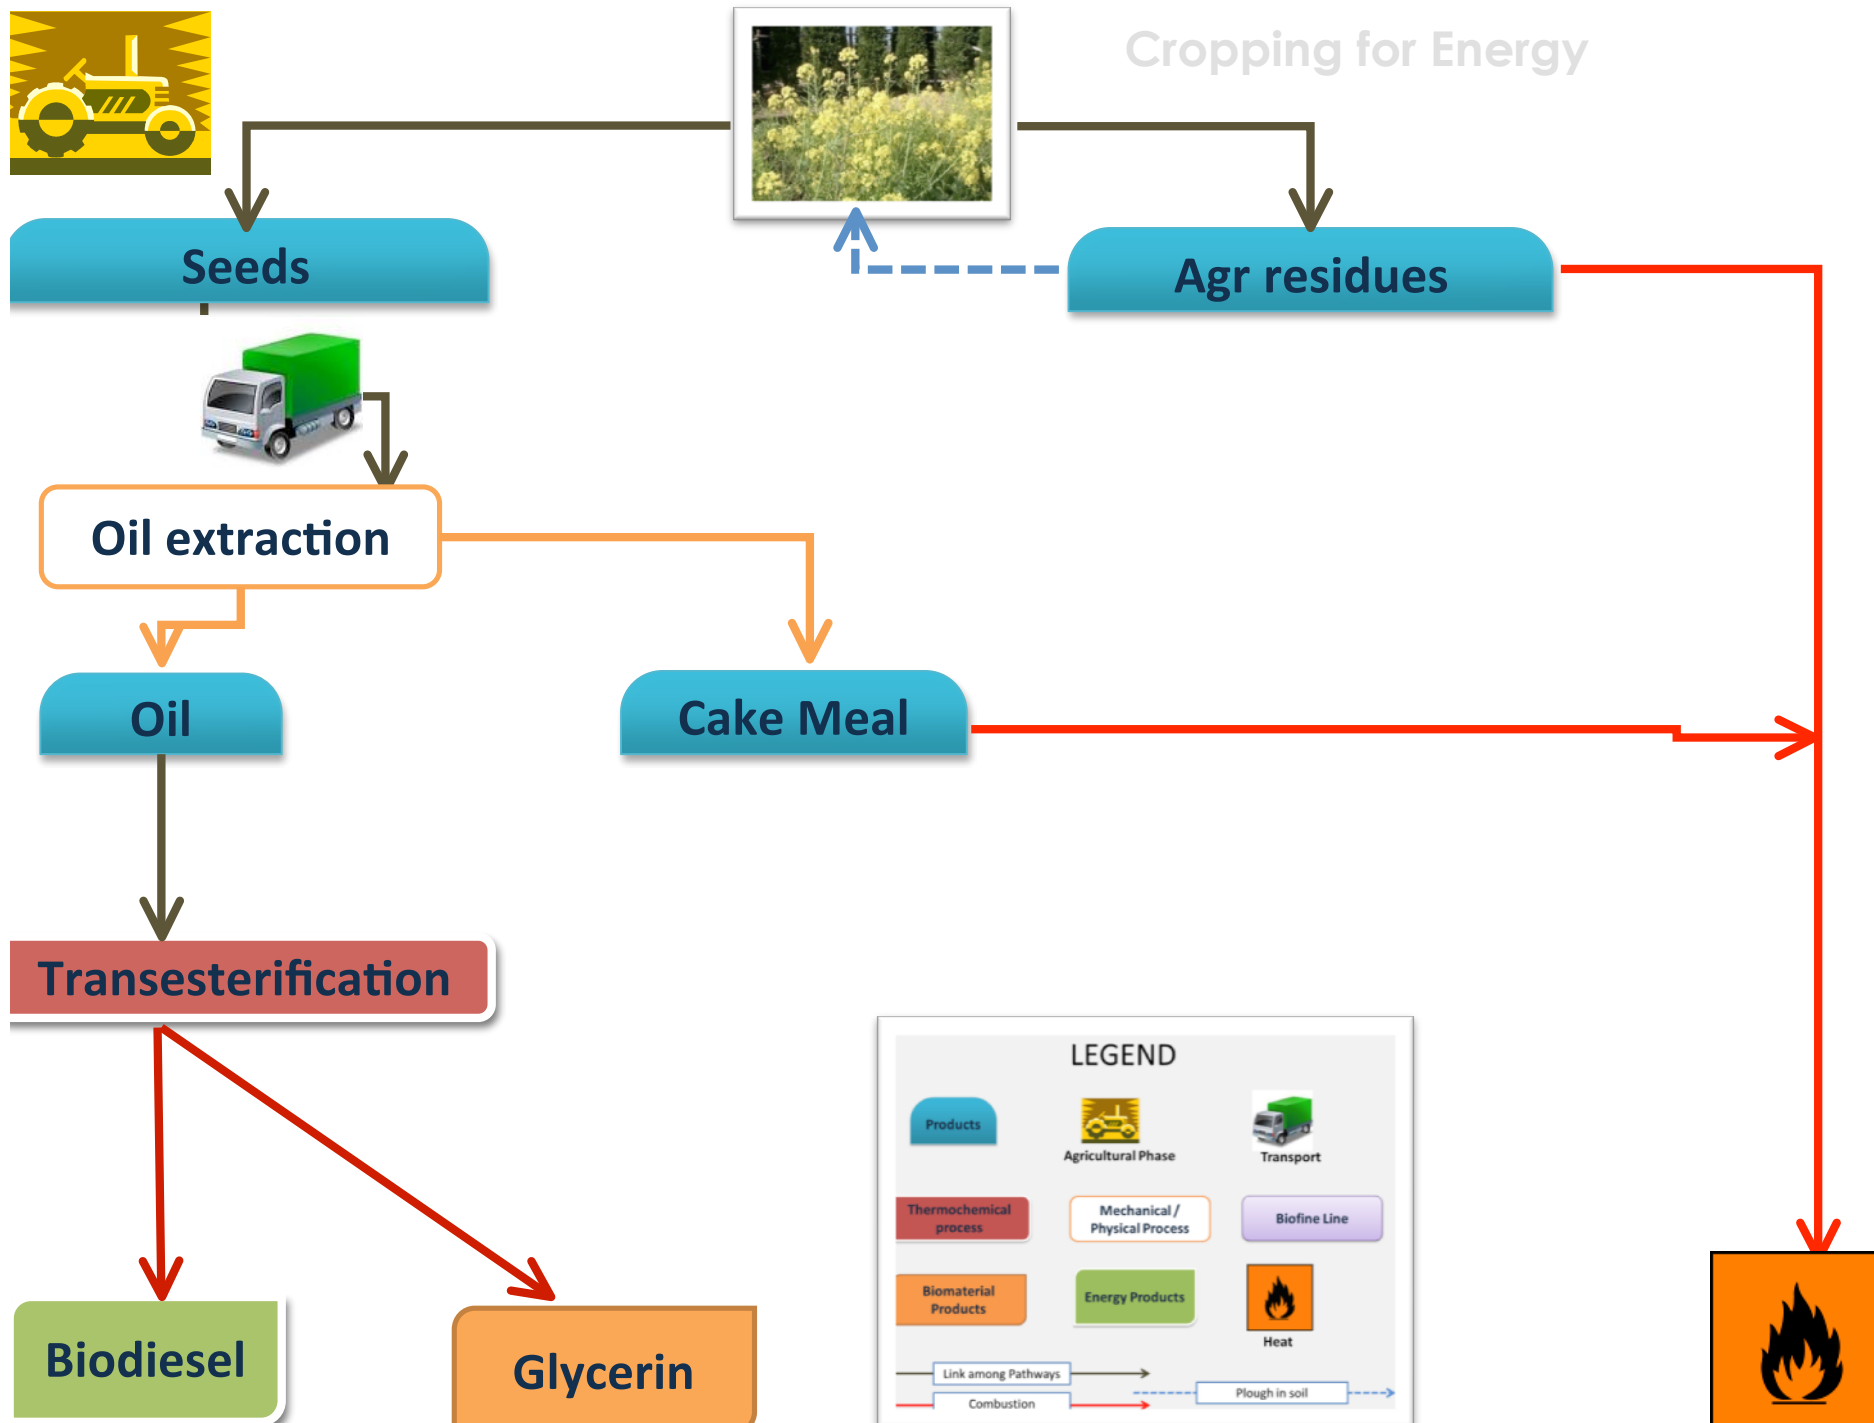 Cropping for Energy
Seeds
Agr residues
Oil extraction
Oil
Cake Meal
Transesterification
Biodiesel
Glycerin
LEGEND
Products
Agricultural Phase
Transport
Thermochemical
process
Mechanical /
Physical Process
Biofine Line
Biomaterial
Products
Energy Products
Heat
Link among Pathways
Plough in soil
Combustion